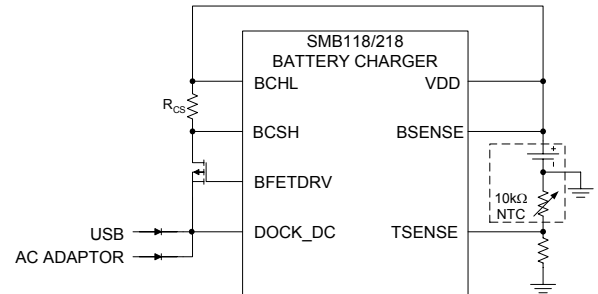 SMB118/218
BATTERY CHARGER
BCHL
VDD
RCS
BCSH
BSENSE
+
-
BFETDRV
10kΩ
NTC
USB
DOCK_DC
TSENSE
AC ADAPTOR